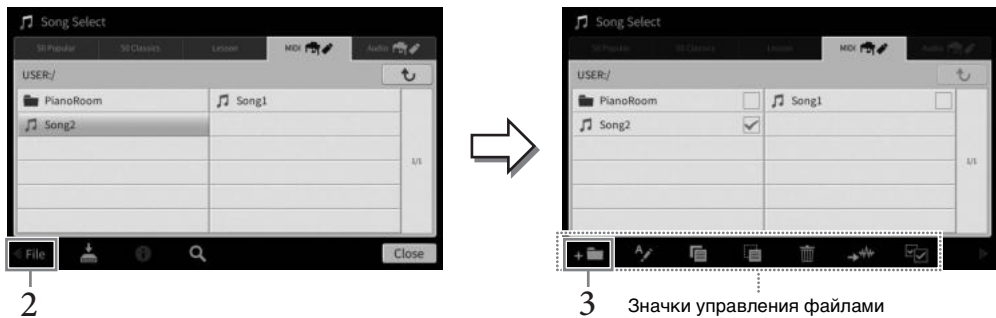 Song Select
50 Popular 50 Classics Lesson MIDI Audio
USER:/
PianoRoom Song1
Song2
1/1
File Close
2
Song Select
50 Popular 50 Classics Lesson MIDI Audio
USER:/
PianoRoom Song1
Song2
1/1
3 Значки управления файлами